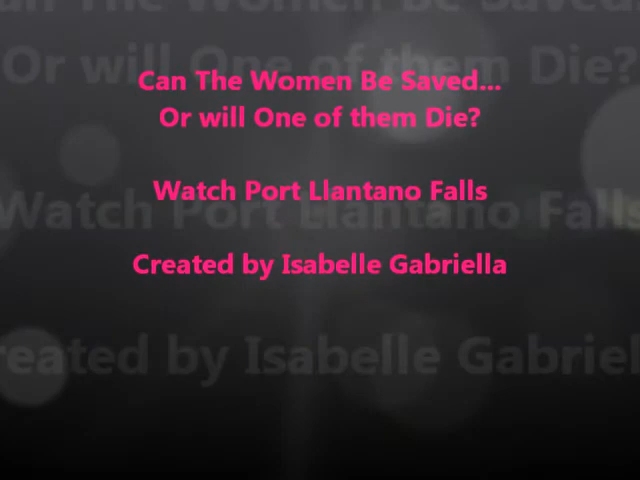 Can The Women Be Saved...
Or will One of them Die?
Watch Port Llantano Falls
Created by Isabelle Gabriella